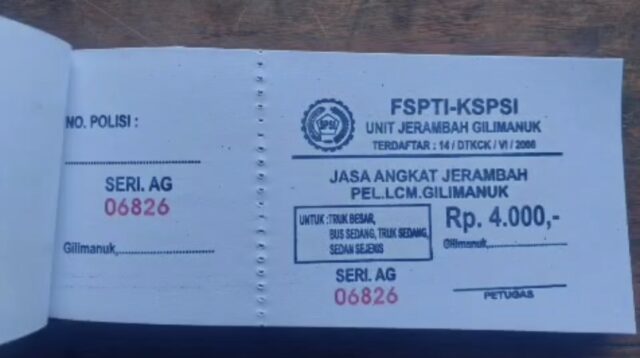 NO. POLISI :
SERI. AG
06826
Gilimanuk,
SPSI
FSPTI-KSPSI
UNIT JERAMBAH GILIMANUK
TERDAFTAR : 14 / DTKCK / VI / 2008
JASA ANGKAT JERAMBAH
PEL.LCM.GILIMANUK
UNTUK :TRUK BESAR,
BUS SEDANG, TRUK SEDANG,
SEDAN SEJENIS
Rp. 4.000,-
Gilimanuk,
SERI. AG
06826
PETUGAS